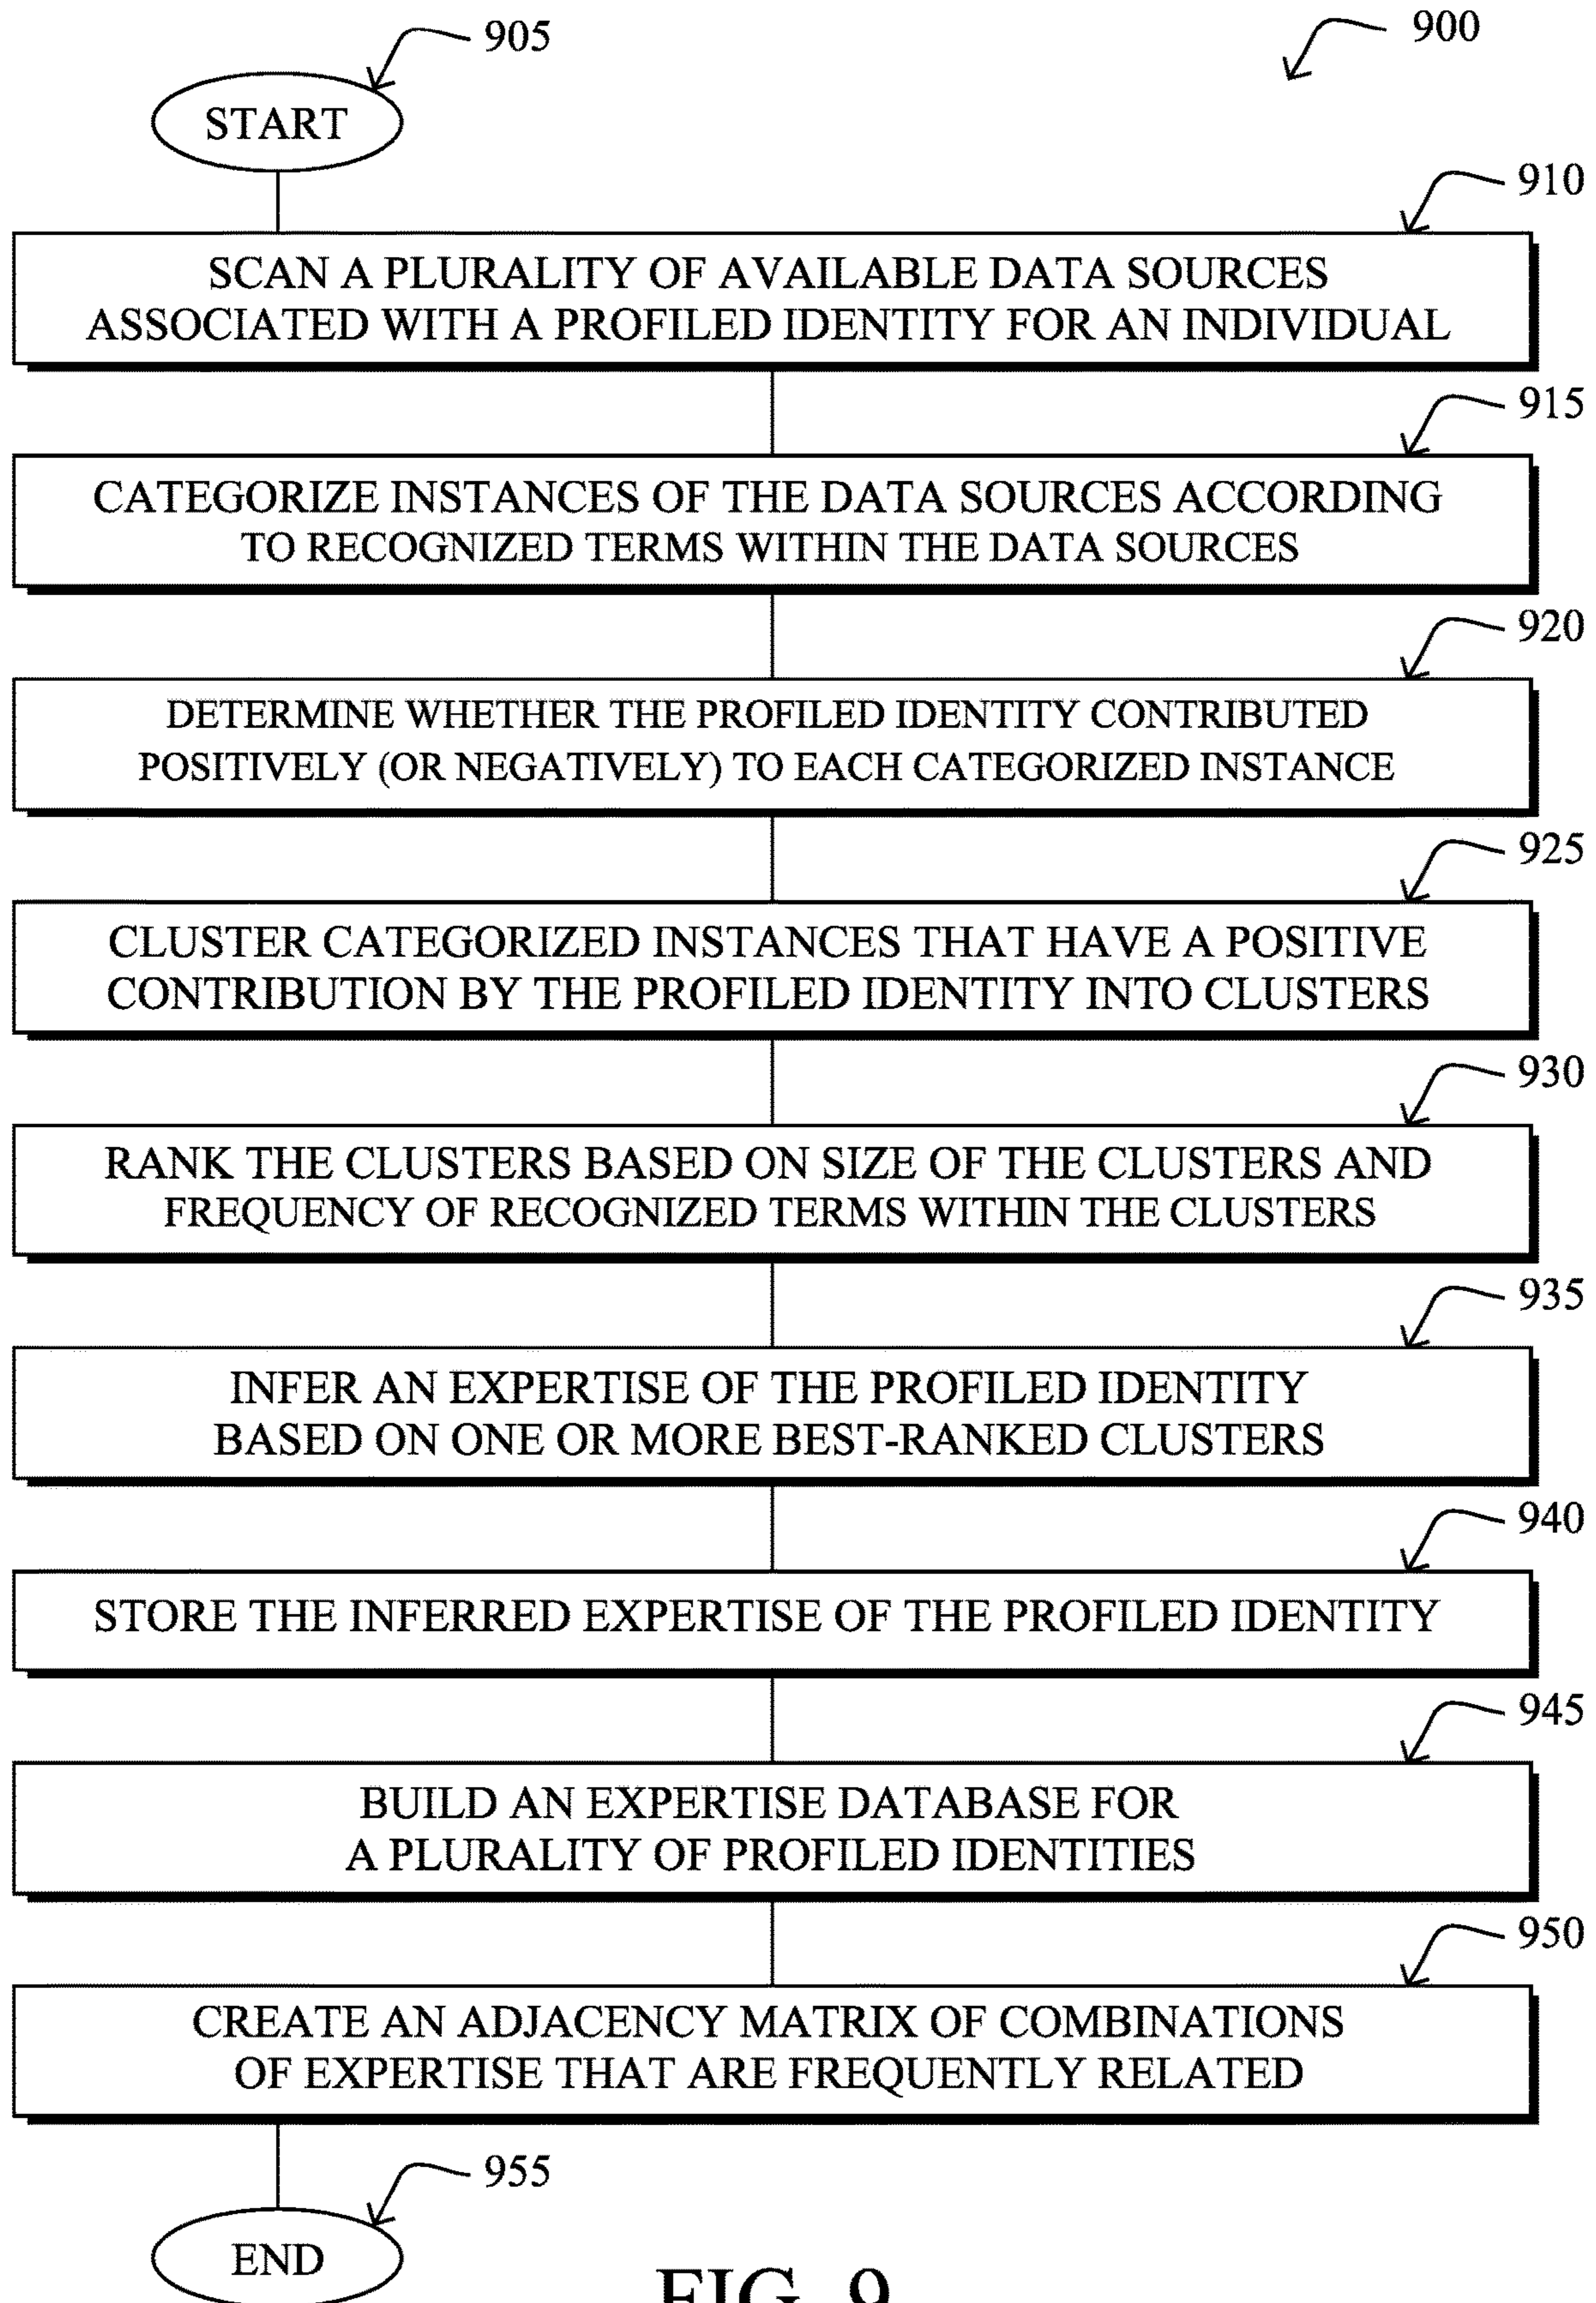 905
900
START
910
SCAN A PLURALITY OF AVAILABLE DATA SOURCES
ASSOCIATED WITH A PROFILED IDENTITY FOR AN INDIVIDUAL
915
CATEGORIZE INSTANCES OF THE DATA SOURCES ACCORDING
TO RECOGNIZED TERMS WITHIN THE DATA SOURCES
920
DETERMINE WHETHER THE PROFILED IDENTITY CONTRIBUTED
POSITIVELY (OR NEGATIVELY) TO EACH CATEGORIZED INSTANCE
925
CLUSTER CATEGORIZED INSTANCES THAT HAVE A POSITIVE
CONTRIBUTION BY THE PROFILED IDENTITY INTO CLUSTERS
930
RANK THE CLUSTERS BASED ON SIZE OF THE CLUSTERS AND
FREQUENCY OF RECOGNIZED TERMS WITHIN THE CLUSTERS
935
INFER AN EXPERTISE OF THE PROFILED IDENTITY
BASED ON ONE OR MORE BEST-RANKED CLUSTERS
940
STORE THE INFERRED EXPERTISE OF THE PROFILED IDENTITY
945
BUILD AN EXPERTISE DATABASE FOR
A PLURALITY OF PROFILED IDENTITIES
950
CREATE AN ADJACENCY MATRIX OF COMBINATIONS
OF EXPERTISE THAT ARE FREQUENTLY RELATED
955
END
FIG. 9